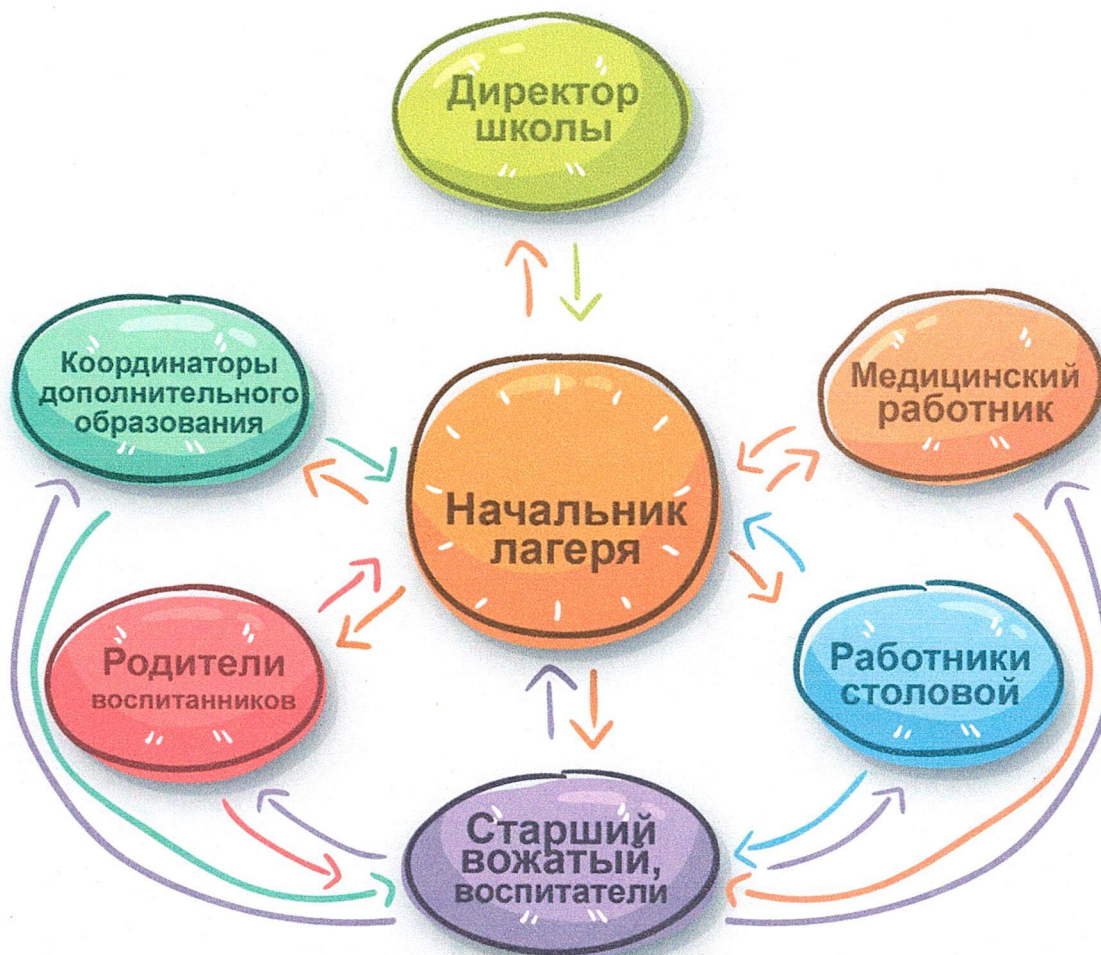 Директор
школы
Координаторы
дополнительного
образования
Медицинский
работник
Начальник
лагеря
Родители
воспитанников
Работники
столовой
Старший
вожатый,
воспитатели